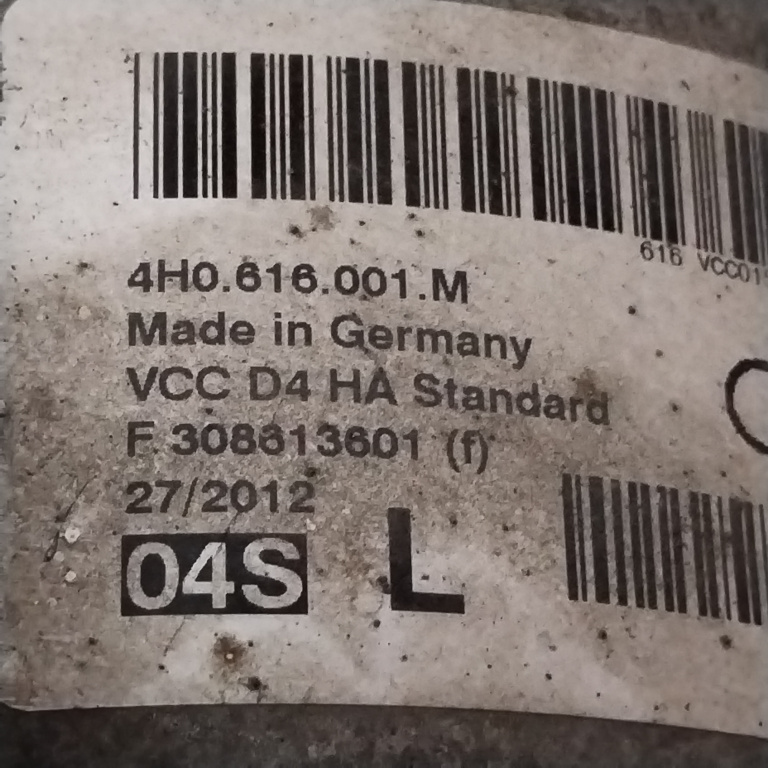 616 VCC01
4H0.616.001.M
Made in Germany
VCC D4 HA Standard
F 308813601 (f)
27/2012
04S L